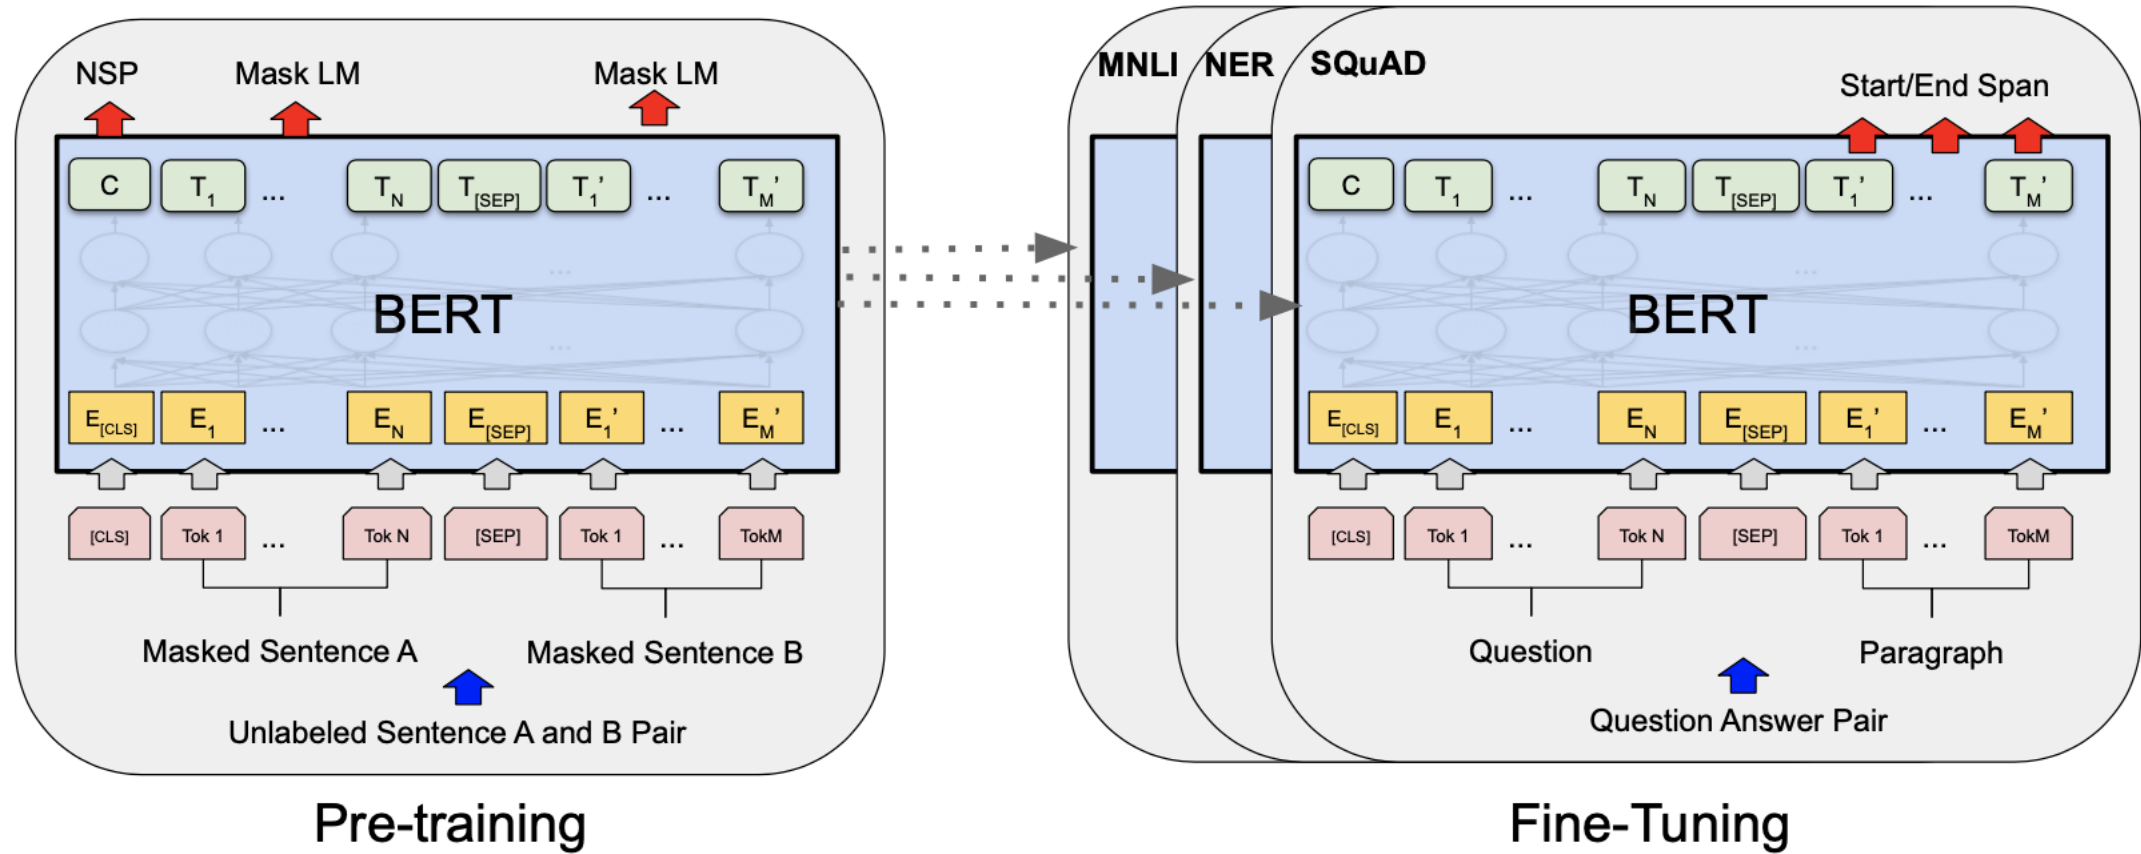 NSP Mask LM Mask LM
C T1 ... TN T[SEP] T1’ ... TM’
...
BERT
...
E[CLS] E1 ... EN E[SEP] E1’ ... EM’
[CLS] Tok 1 ... Tok N [SEP] Tok 1 ... TokM
Masked Sentence A Masked Sentence B
Unlabeled Sentence A and B Pair
Pre-training
MNLI NER SQuAD
Start/End Span
C T1 ... TN T[SEP] T1’ ... TM’
...
BERT
...
E[CLS] E1 ... EN E[SEP] E1’ ... EM’
[CLS] Tok 1 ... Tok N [SEP] Tok 1 ... TokM
Question Paragraph
Question Answer Pair
Fine-Tuning